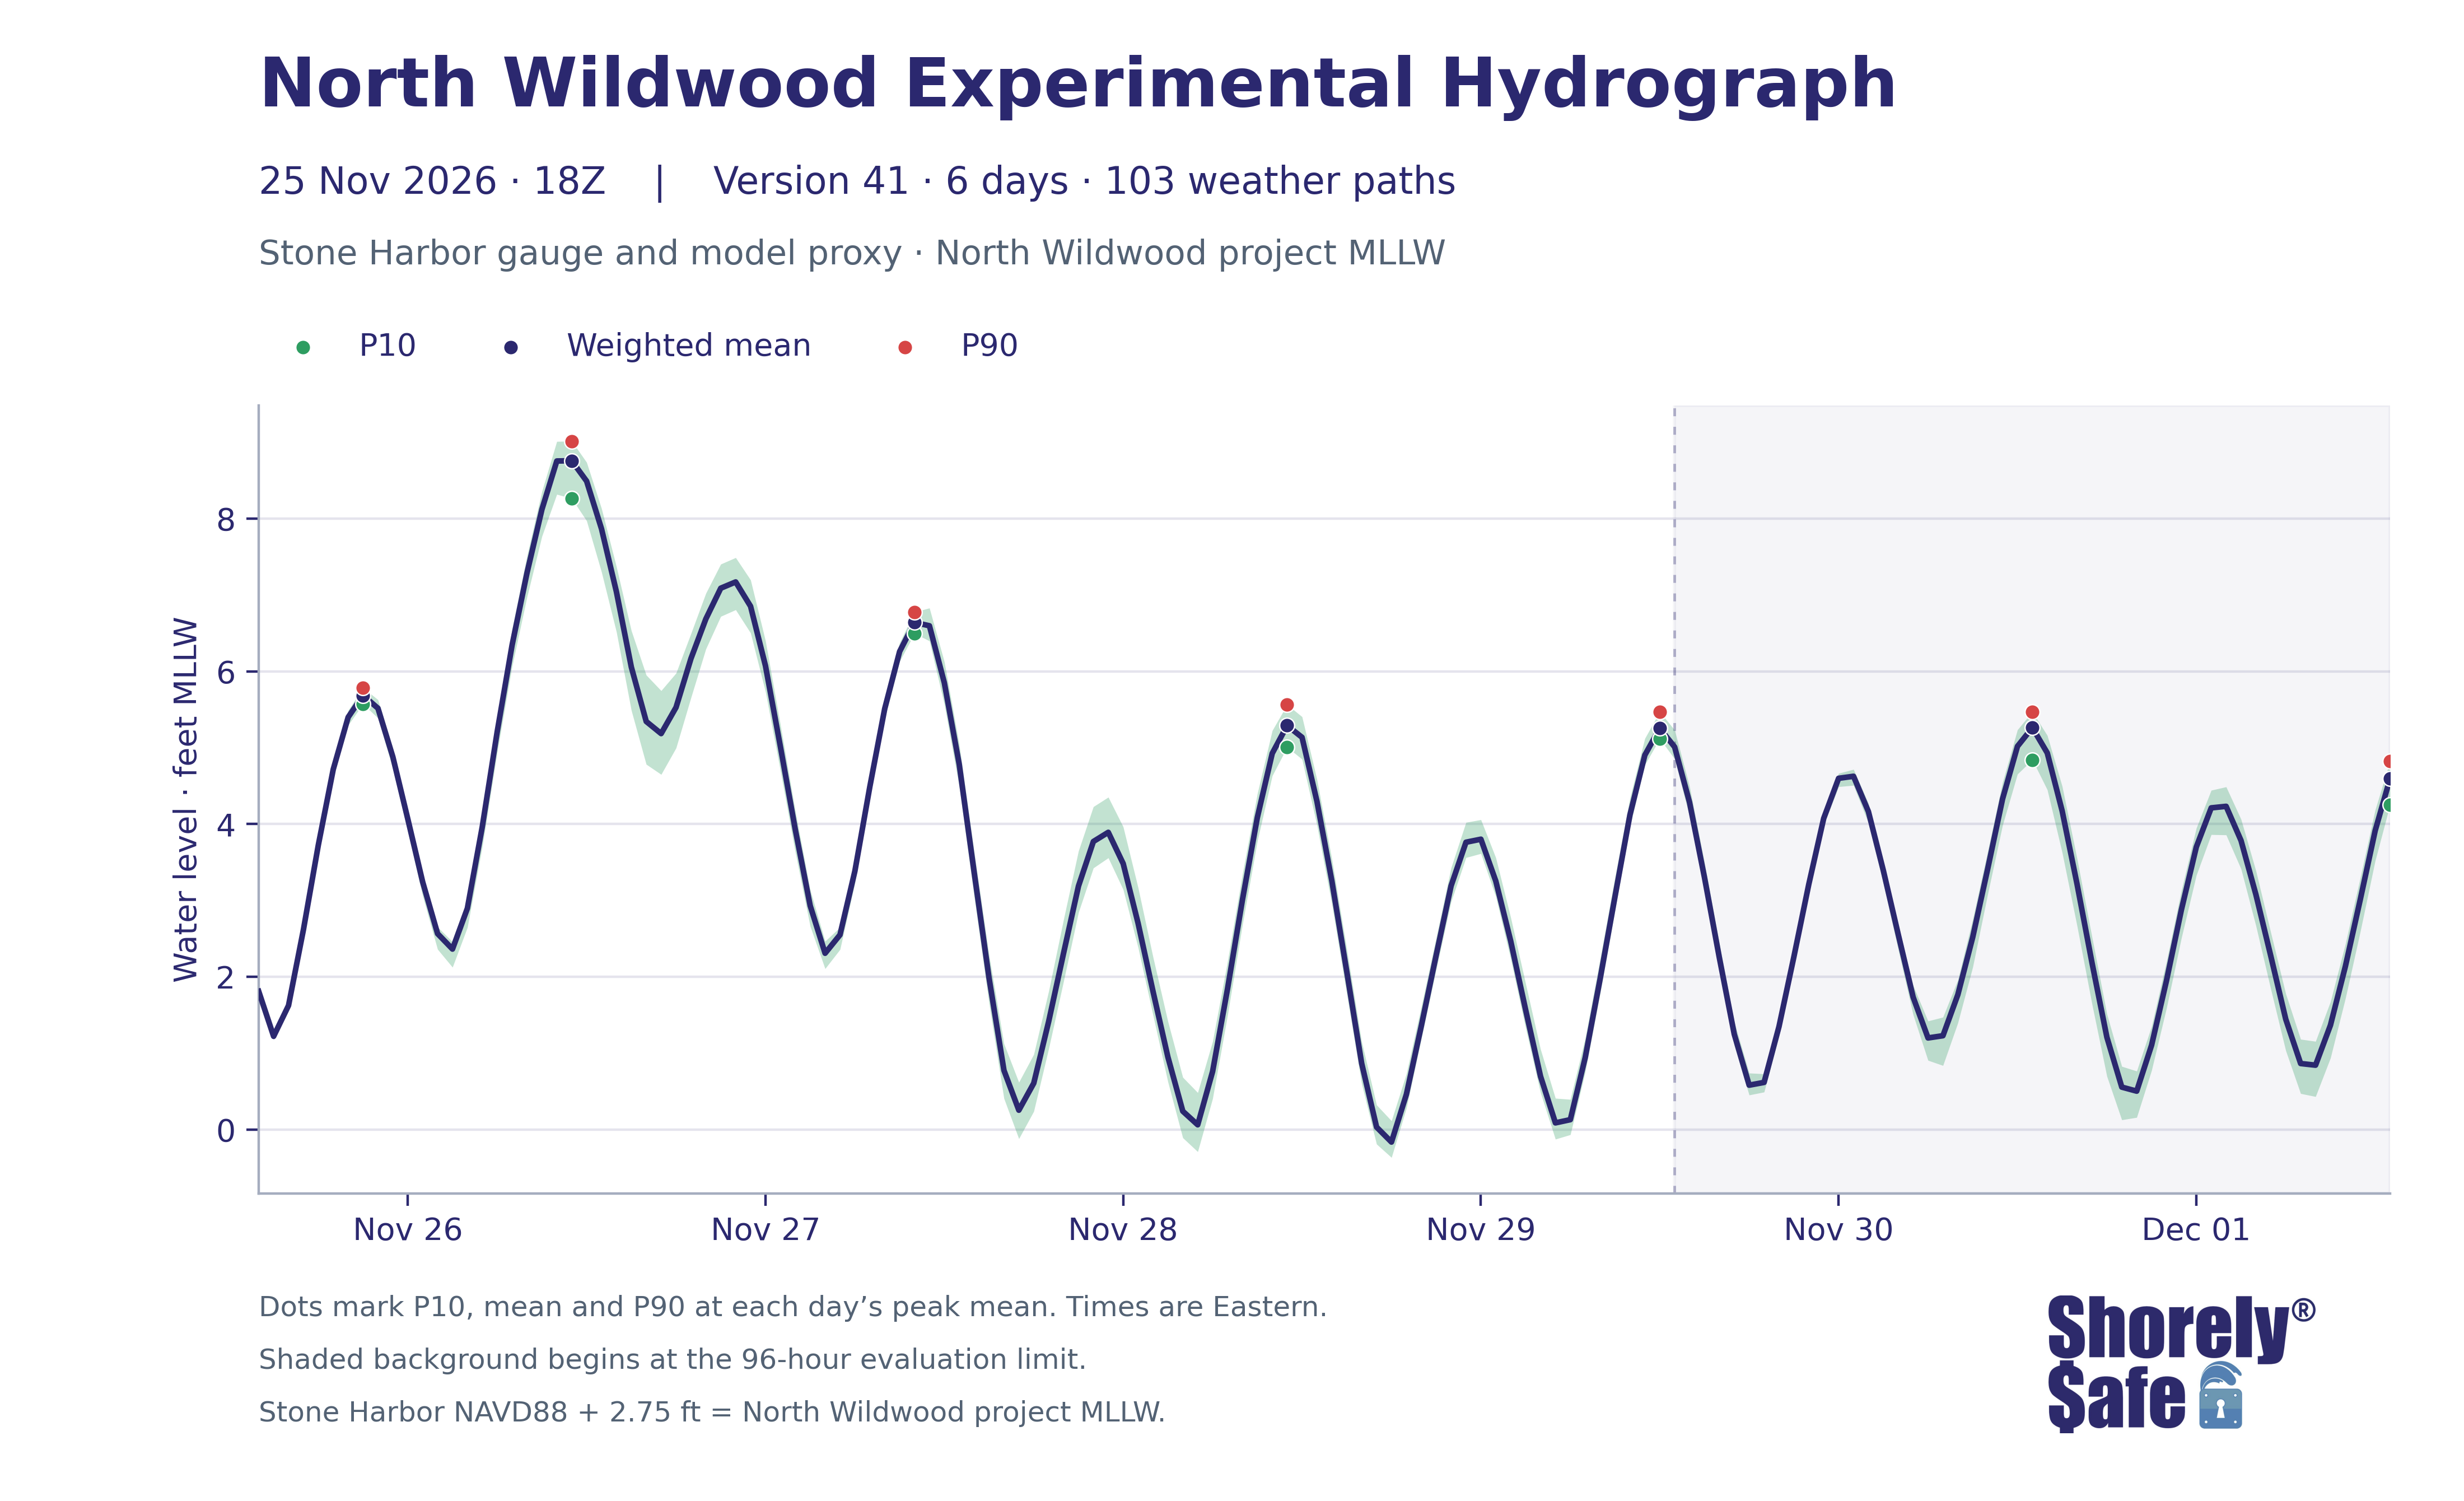 North Wildwood Experimental Hydrograph
25 Nov 2026 · 18Z | Version 41 · 6 days · 103 weather paths
Stone Harbor gauge and model proxy · North Wildwood project MLLW
P10 Weighted mean P90
Water level · feet MLLW
8
6
4
2
0
Nov 26 Nov 27 Nov 28 Nov 29 Nov 30 Dec 01
Dots mark P10, mean and P90 at each day’s peak mean. Times are Eastern.
Shaded background begins at the 96-hour evaluation limit.
Stone Harbor NAVD88 + 2.75 ft = North Wildwood project MLLW.
Shorely®
$afe